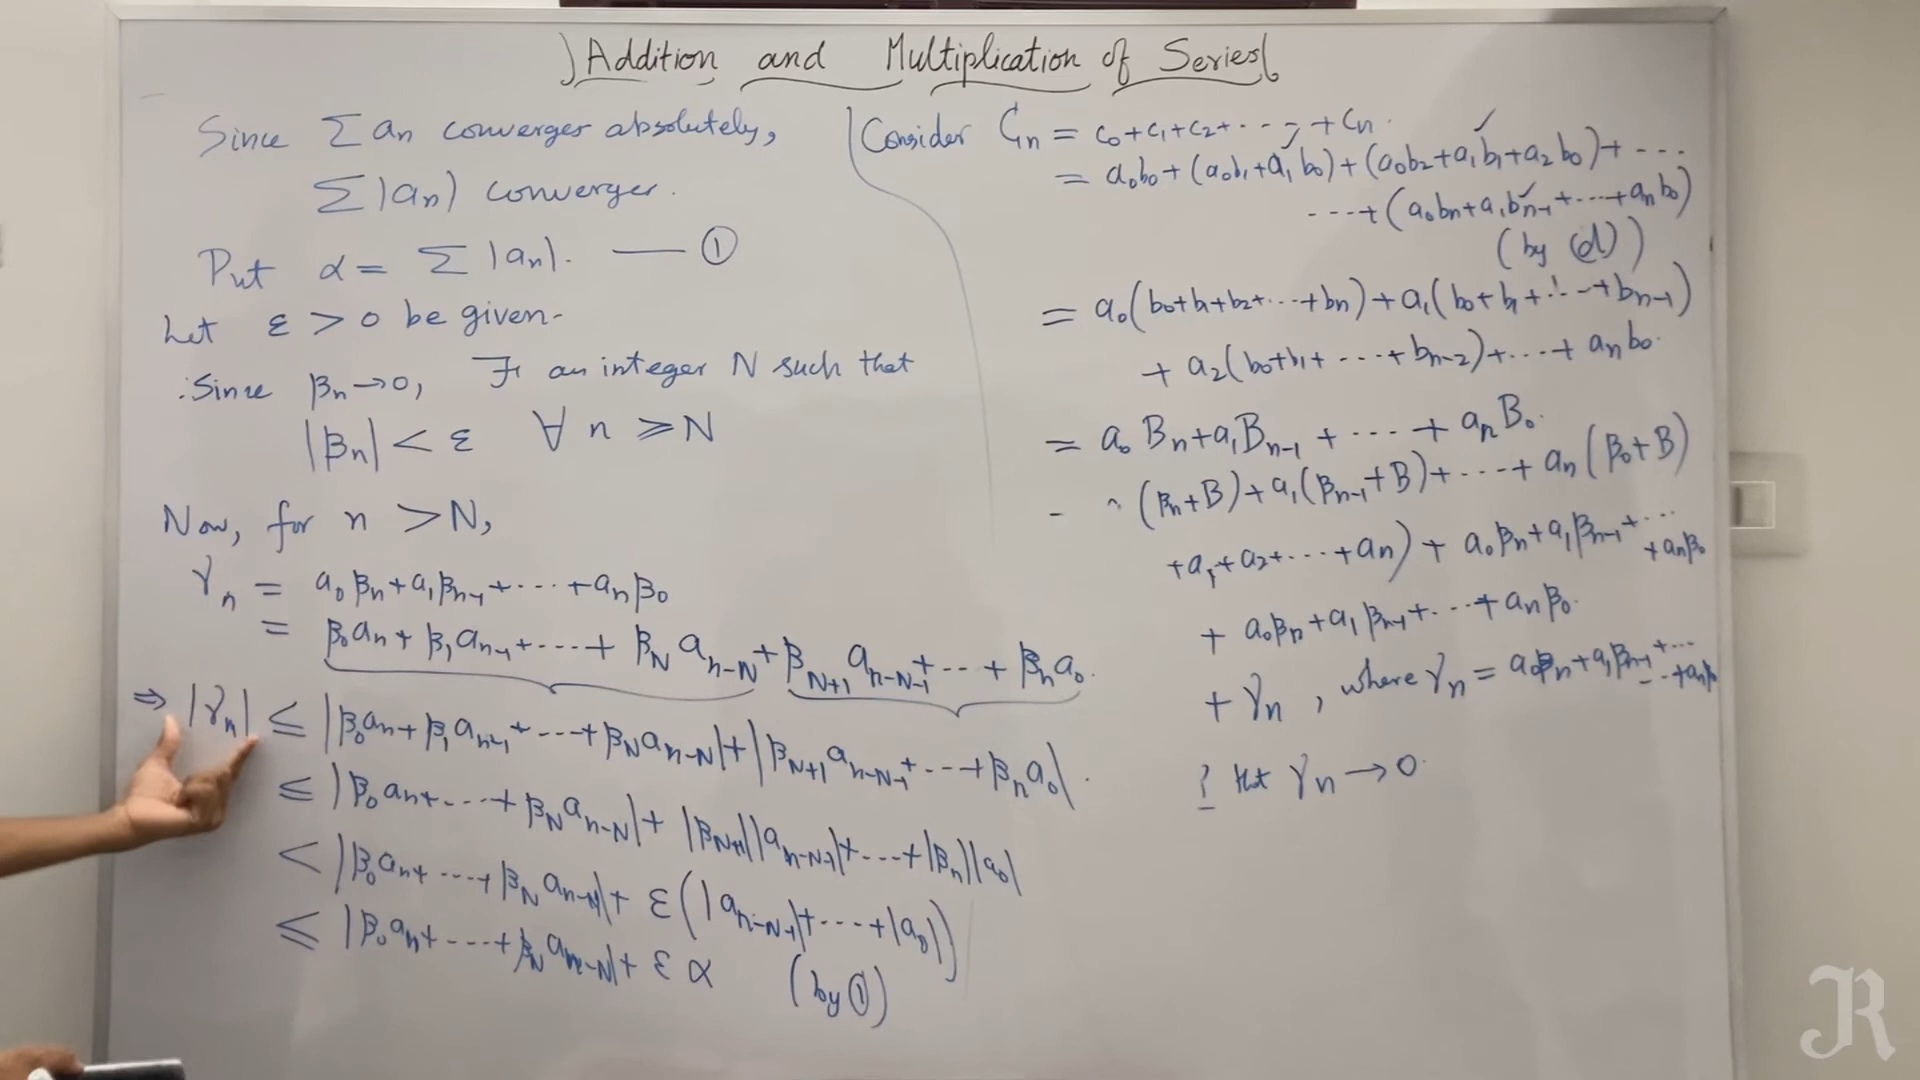 Addition and Multiplication of Series
Since Σ an converges absolutely,
Σ|an| converges.
Put α = Σ |an|. —— ①
Let ε > 0 be given.
Since βn→0, ∃ an integer N such that
|βn| < ε ∀ n ≥ N
Now, for n > N,
γn = a0βn+a1βn-1+···+anβ0
= β0an+β1an-1+···+βN an-N+βN+1 an-N-1+···+βn a0.
⇒ |γn| ≤ |β0an+β1an-1+···+βNan-N|+|βN+1an-N-1+···+βna0|.
≤ |β0an+···+βNan-N|+|βN+1||an-N-1|+···+|βn||a0|
< |β0an+···+βNan-N|+ε(|an-N-1|+···+|a0|)
≤ |β0an+···+βNan-N|+εα (by ①)
Consider Cn = c0+c1+c2+···+cn.
= a0b0+(a0b1+a1b0)+(a0b2+a1b1+a2b0)+···
···+(a0bn+a1bn-1+···+anb0)
(by (d))
= a0(b0+b1+b2+···+bn)+a1(b0+b1+···+bn-1)
+a2(b0+b1+···+bn-2)+···+anb0.
= a0Bn+a1Bn-1+···+anB0.
(βn+B)+a1(βn-1+B)+···+an(β0+B)
+a1+a2+···+an)+a0βn+a1βn-1+···
+anβ0
+ a0βn+a1βn-1+···+anβ0.
+ γn, where γn = a0βn+a1βn-1+···
···+anβ0
that γn→0.
R